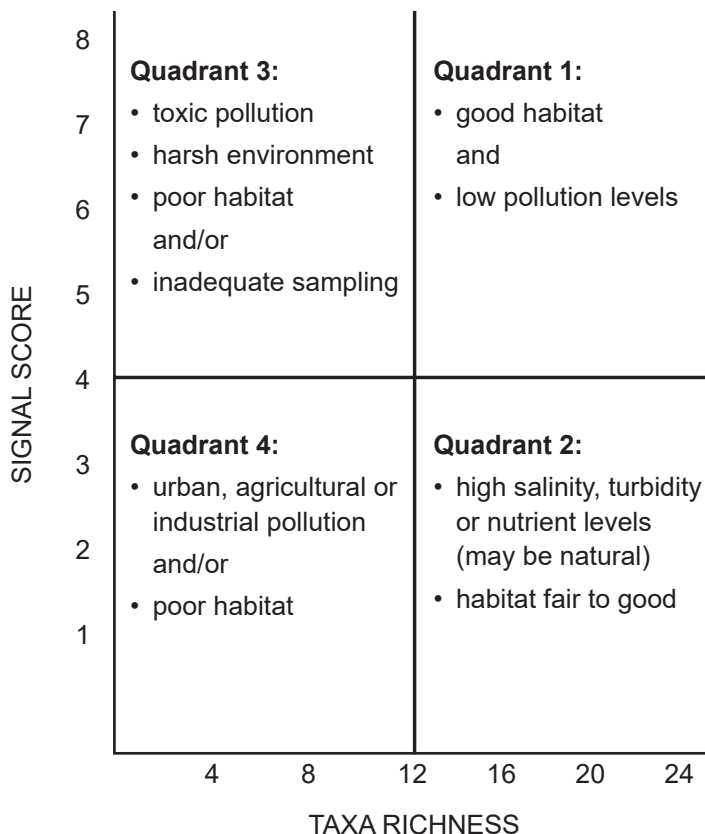 SIGNAL SCORE
8
7
6
5
4
3
2
1
Quadrant 3:
• toxic pollution
• harsh environment
• poor habitat
and/or
• inadequate sampling
Quadrant 1:
• good habitat
and
• low pollution levels
Quadrant 4:
• urban, agricultural or
industrial pollution
and/or
• poor habitat
Quadrant 2:
• high salinity, turbidity
or nutrient levels
(may be natural)
• habitat fair to good
4 8 12 16 20 24
TAXA RICHNESS